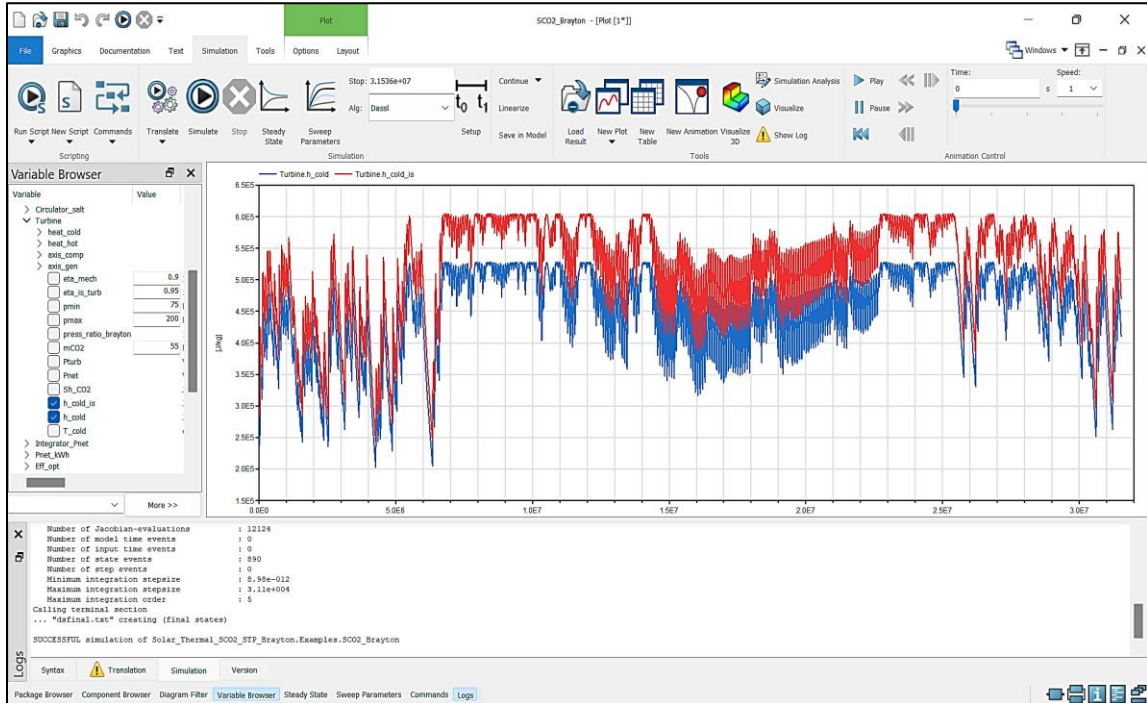 Plot
SCO2_Brayton - [Plot [1*]]
File Graphics Documentation Text Simulation Tools Options Layout
Windows
Run Script New Script Commands
Scripting
Translate Simulate Stop Steady State Sweep Parameters
Stop: 3.1536e+07
Alg: Dassl
t0 t1
Setup
Continue
Linearize
Save in Model
Simulation
Load Result New Plot New Table New Animation Visualize 3D
Simulation Analysis
Visualize
Show Log
Tools
Play
Pause
Time:
0 s
Speed:
1
Animation Control
Variable Browser
Variable Value
Circulator_salt
Turbine
heat_cold
heat_hot
axis_comp
axis_gen
eta_mech 0.9
eta_is_turb 0.95
pmin 75
pmax 200
press_ratio_brayton
mCO2 55
Pturb
Pnet
Sh_CO2
h_cold_is
h_cold
T_cold
Integrator_Pnet
Pnet_kWh
Eff_opt
More >>
Turbine.h_cold Turbine.h_cold_is
6.5E5
6.0E5
5.5E5
5.0E5
4.5E5
4.0E5
3.5E5
3.0E5
2.5E5
2.0E5
1.5E5
[J/kg]
0.0E0 5.0E6 1.0E7 1.5E7 2.0E7 2.5E7 3.0E7
Number of Jacobian-evaluations : 12124
Number of model time events : 0
Number of input time events : 0
Number of state events : 890
Number of step events : 0
Minimum integration stepsize : 8.98e-012
Maximum integration stepsize : 3.11e+004
Maximum integration order : 5
Calling terminal section
... "dsfinal.txt" creating (final states)
SUCCESSFUL simulation of Solar_Thermal_SCO2_STP_Brayton.Examples.SCO2_Brayton
Logs
Syntax Translation Simulation Version
Package Browser Component Browser Diagram Filter Variable Browser Steady State Sweep Parameters Commands Logs